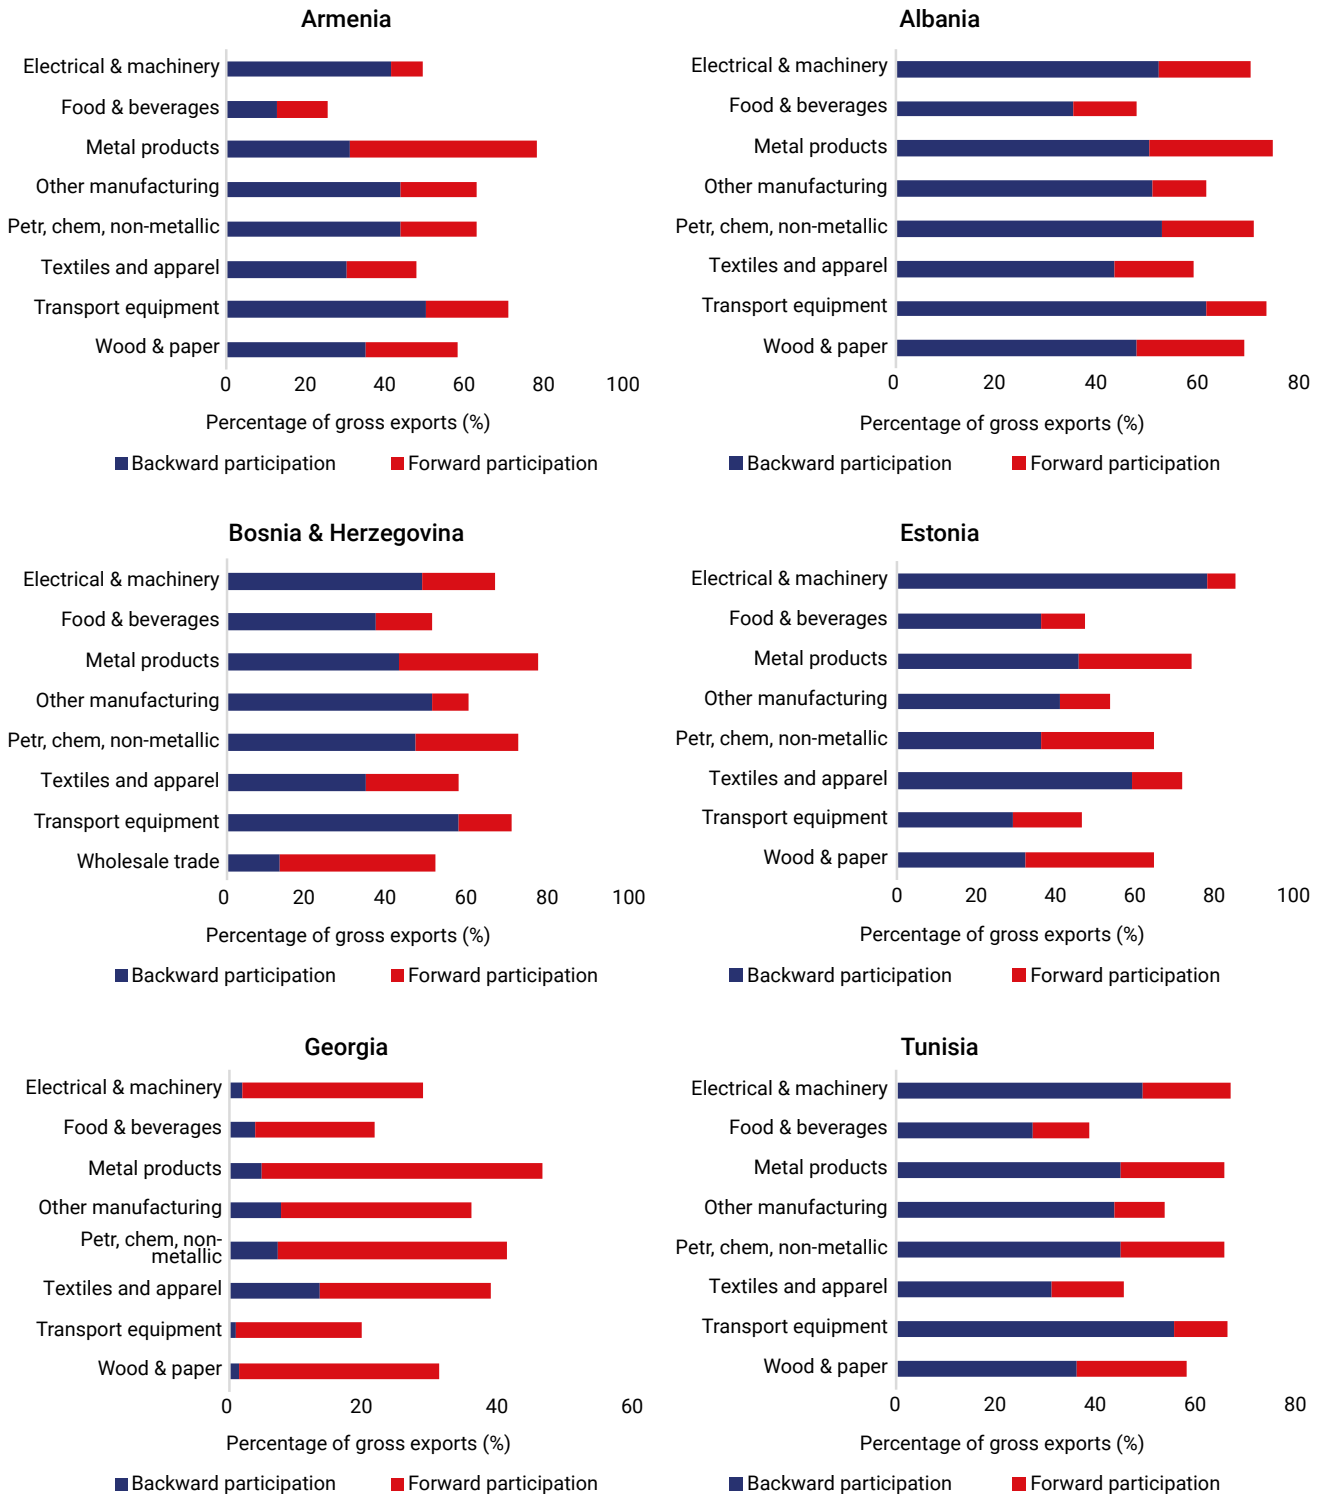 Armenia
Electrical & machinery
Food & beverages
Metal products
Other manufacturing
Petr, chem, non-metallic
Textiles and apparel
Transport equipment
Wood & paper
0 20 40 60 80 100
Percentage of gross exports (%)
Backward participation Forward participation
Albania
Electrical & machinery
Food & beverages
Metal products
Other manufacturing
Petr, chem, non-metallic
Textiles and apparel
Transport equipment
Wood & paper
0 20 40 60 80
Percentage of gross exports (%)
Backward participation Forward participation
Bosnia & Herzegovina
Electrical & machinery
Food & beverages
Metal products
Other manufacturing
Petr, chem, non-metallic
Textiles and apparel
Transport equipment
Wholesale trade
0 20 40 60 80 100
Percentage of gross exports (%)
Backward participation Forward participation
Estonia
Electrical & machinery
Food & beverages
Metal products
Other manufacturing
Petr, chem, non-metallic
Textiles and apparel
Transport equipment
Wood & paper
0 20 40 60 80 100
Percentage of gross exports (%)
Backward participation Forward participation
Georgia
Electrical & machinery
Food & beverages
Metal products
Other manufacturing
Petr, chem, non-
metallic
Textiles and apparel
Transport equipment
Wood & paper
0 20 40 60
Percentage of gross exports (%)
Backward participation Forward participation
Tunisia
Electrical & machinery
Food & beverages
Metal products
Other manufacturing
Petr, chem, non-metallic
Textiles and apparel
Transport equipment
Wood & paper
0 20 40 60 80
Percentage of gross exports (%)
Backward participation Forward participation